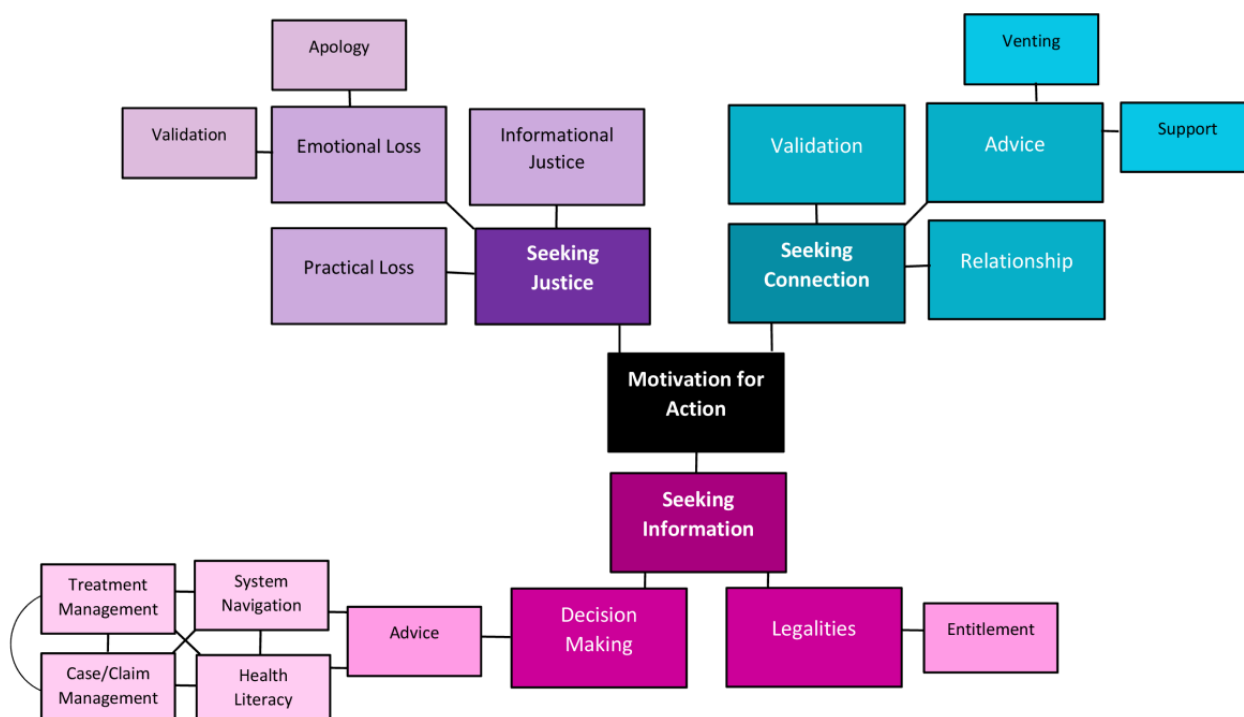 Apology
Venting
Validation
Emotional Loss
Informational
Justice
Validation
Advice
Support
Practical Loss
Seeking
Justice
Seeking
Connection
Relationship
Motivation for
Action
Seeking
Information
Treatment
Management
System
Navigation
Advice
Decision
Making
Legalities
Entitlement
Case/Claim
Management
Health
Literacy